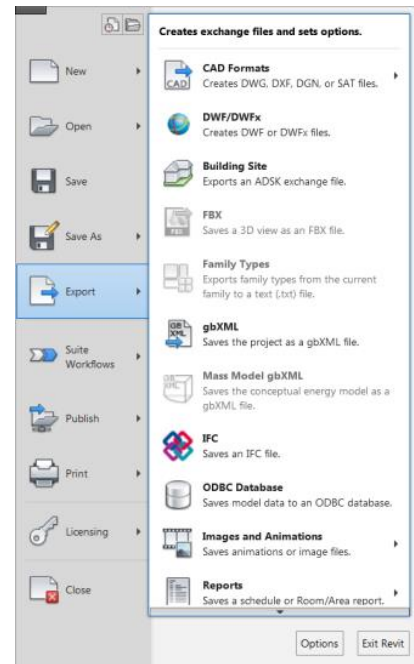 Creates exchange files and sets options.
New
Open
Save
Save As
Export
Suite
Workflows
Publish
Print
Licensing
Close
CAD
CAD Formats
Creates DWG, DXF, DGN, or SAT files.
DWF/DWFx
Creates DWF or DWFx files.
Building Site
Exports an ADSK exchange file.
FBX
FBX
Saves a 3D view as an FBX file.
Family Types
Exports family types from the current
family to a text (.txt) file.
GB
XML
gbXML
Saves the project as a gbXML file.
GB
XML
Mass Model gbXML
Saves the conceptual energy model as a
gbXML file.
IFC
Saves an IFC file.
ODBC Database
Saves model data to an ODBC database.
Images and Animations
Saves animations or image files.
Reports
Saves a schedule or Room/Area report.
Options
Exit Revit